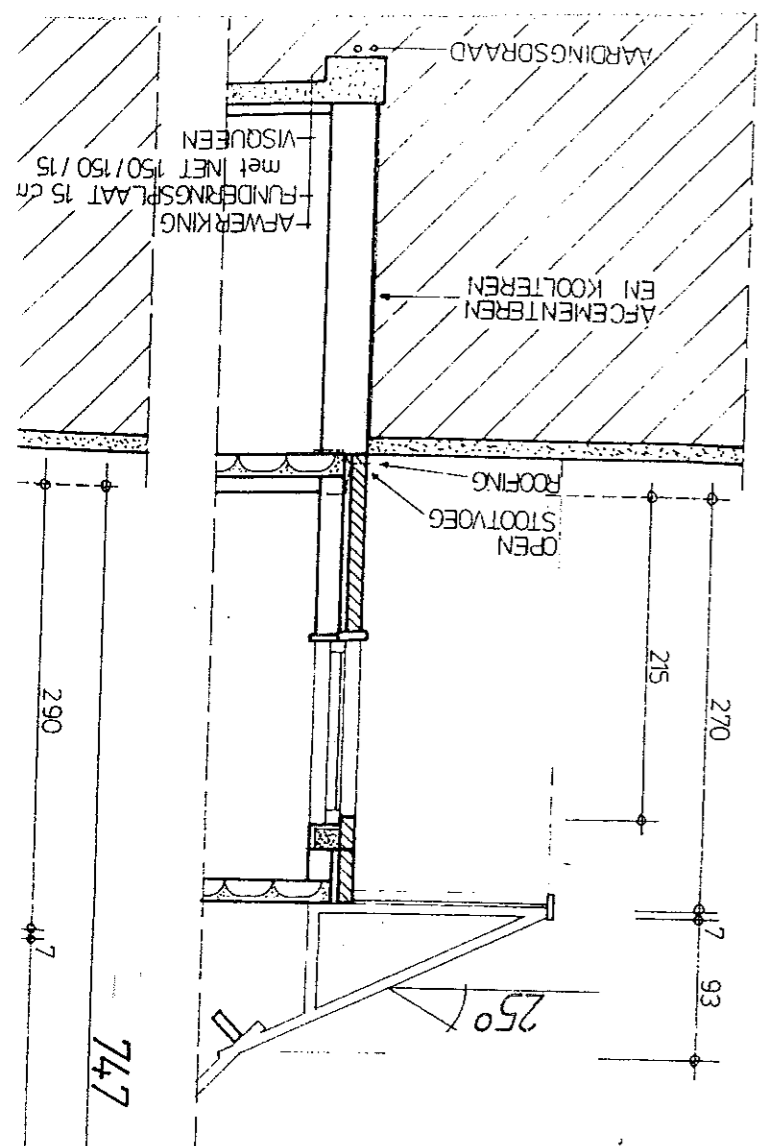 747
25°
93
7
7
270
290
215
OPEN
STOOTVOEG
ROOFING
AFCEMENTEREN
EN KOOLTEREN
AFWERKING
FUNDERINGSPLAAT 15 cm
met NET 150/150/15
VISQUEEN
AARDINGSDRAAD